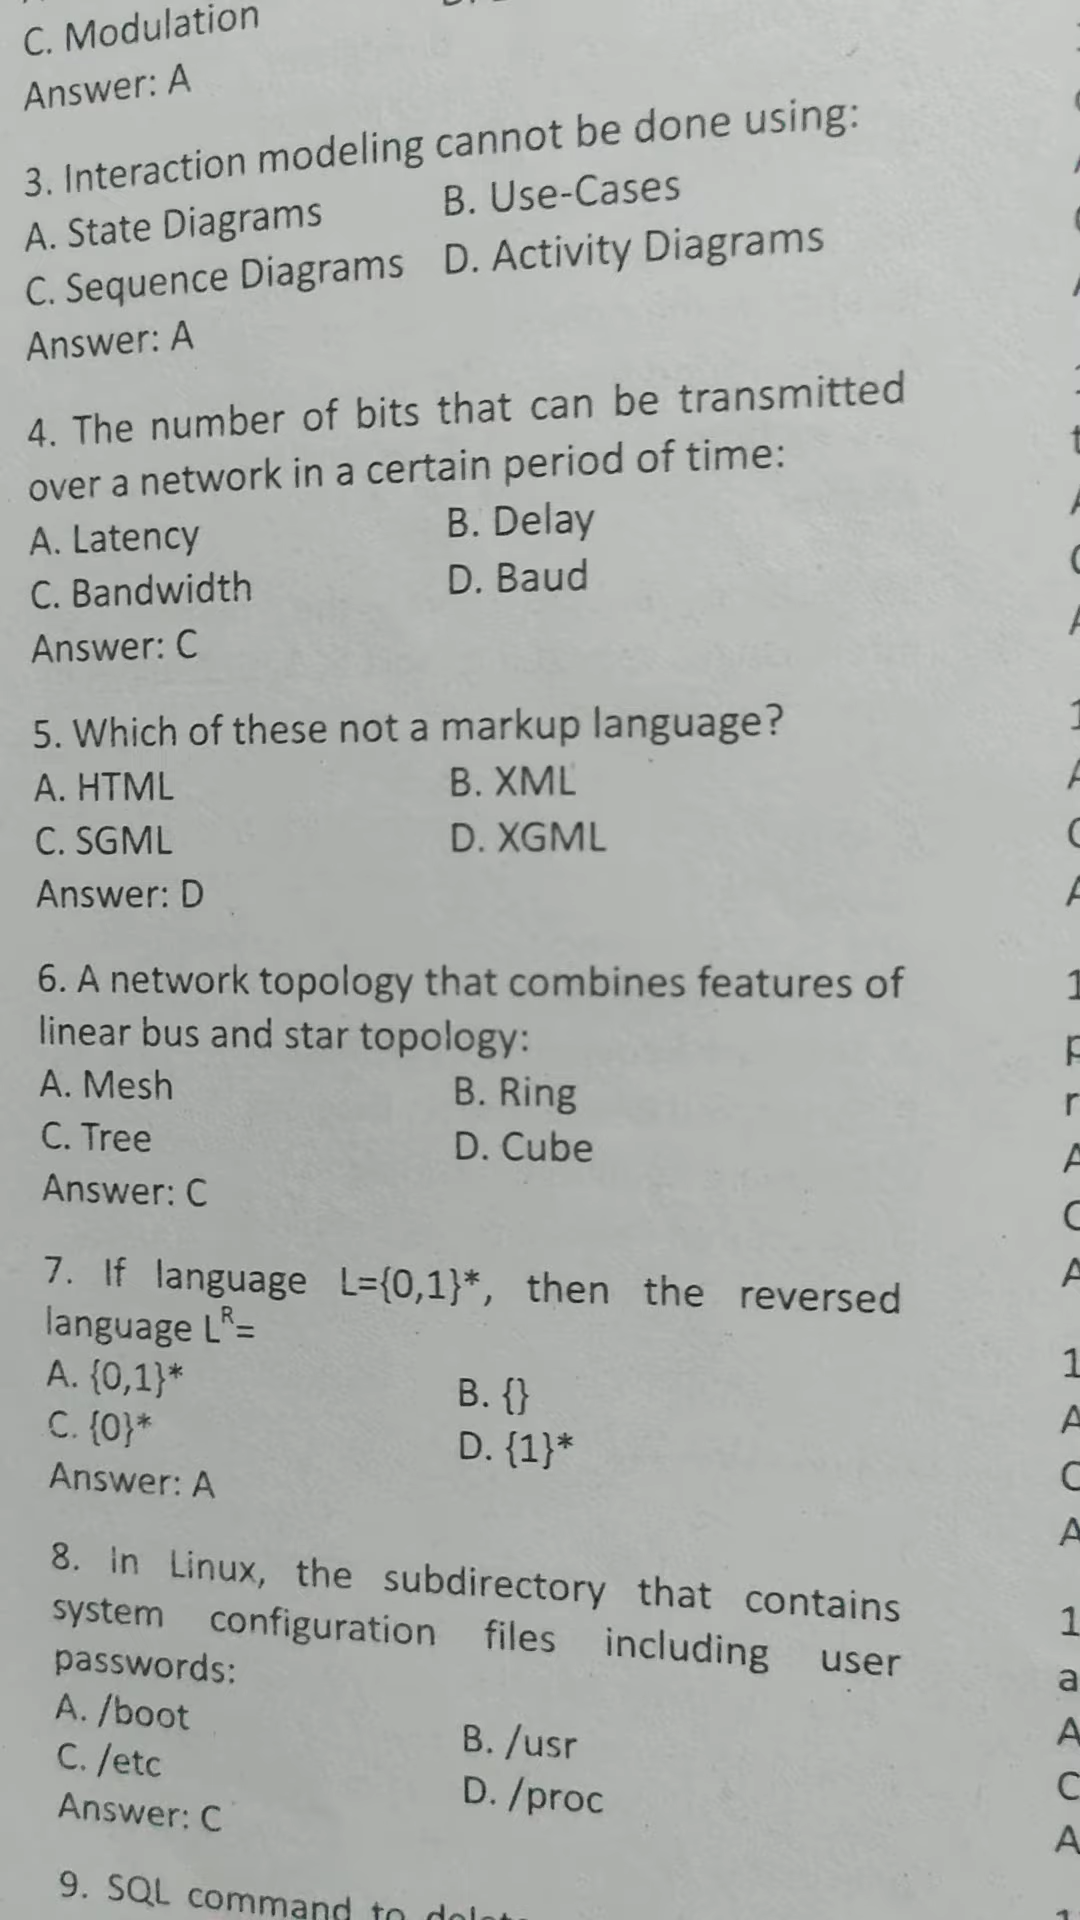 C. Modulation
Answer: A
3. Interaction modeling cannot be done using:
A. State Diagrams B. Use-Cases
C. Sequence Diagrams D. Activity Diagrams
Answer: A
4. The number of bits that can be transmitted
over a network in a certain period of time:
A. Latency B. Delay
C. Bandwidth D. Baud
Answer: C
5. Which of these not a markup language?
A. HTML B. XML
C. SGML D. XGML
Answer: D
6. A network topology that combines features of
linear bus and star topology:
A. Mesh B. Ring
C. Tree D. Cube
Answer: C
7. If language L={0,1}*, then the reversed
language Lᴿ=
A. {0,1}* B. {}
C. {0}* D. {1}*
Answer: A
8. In Linux, the subdirectory that contains
system configuration files including user
passwords:
A. /boot B. /usr
C. /etc D. /proc
Answer: C
9. SQL command to